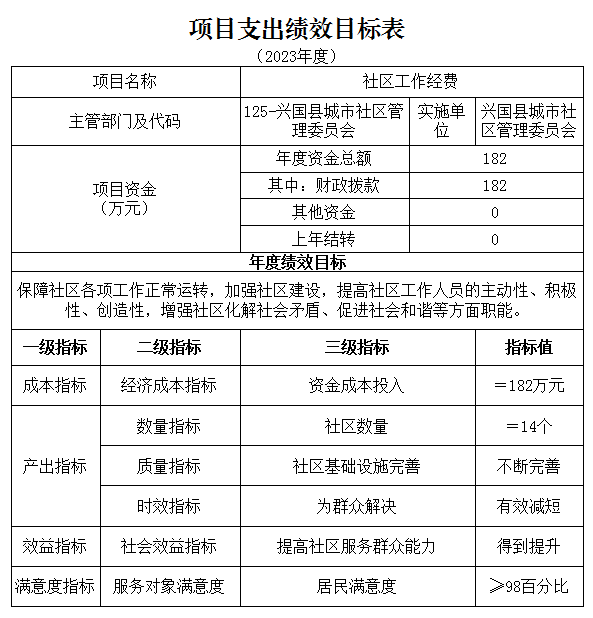 项目支出绩效目标表
（2023年度）
项目名称 社区工作经费
主管部门及代码 125-兴国县城市社区管理委员会 实施单位 兴国县城市社区管理委员会
项目资金（万元） 年度资金总额 182
其中：财政拨款 182
其他资金 0
上年结转 0
年度绩效目标
保障社区各项工作正常运转，加强社区建设，提高社区工作人员的主动性、积极
性、创造性，增强社区化解社会矛盾、促进社会和谐等方面职能。
一级指标 二级指标 三级指标 指标值
成本指标 经济成本指标 资金成本投入 ＝182万元
产出指标 数量指标 社区数量 ＝14个
质量指标 社区基础设施完善 不断完善
时效指标 为群众解决 有效减短
效益指标 社会效益指标 提高社区服务群众能力 得到提升
满意度指标 服务对象满意度 居民满意度 ≥98百分比